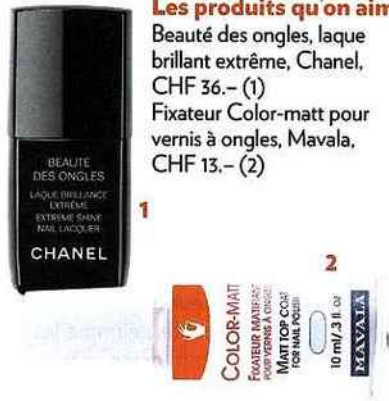 Les produits qu'on aim
Beauté des ongles, laque
brillant extrême, Chanel,
CHF 36.– (1)
Fixateur Color-matt pour
vernis à ongles, Mavala,
CHF 13.– (2)
BEAUTÉ
DES ONGLES
LAQUE BRILLANCE
EXTRÊME
EXTREME SHINE
NAIL LACQUER
CHANEL
1
2
COLOR-MATT
FIXATEUR MATIFIANT
POUR VERNIS À ONGLES
MATT TOP COAT
FOR NAIL POLISH
10 ml/.3 fl. oz
MAVALA